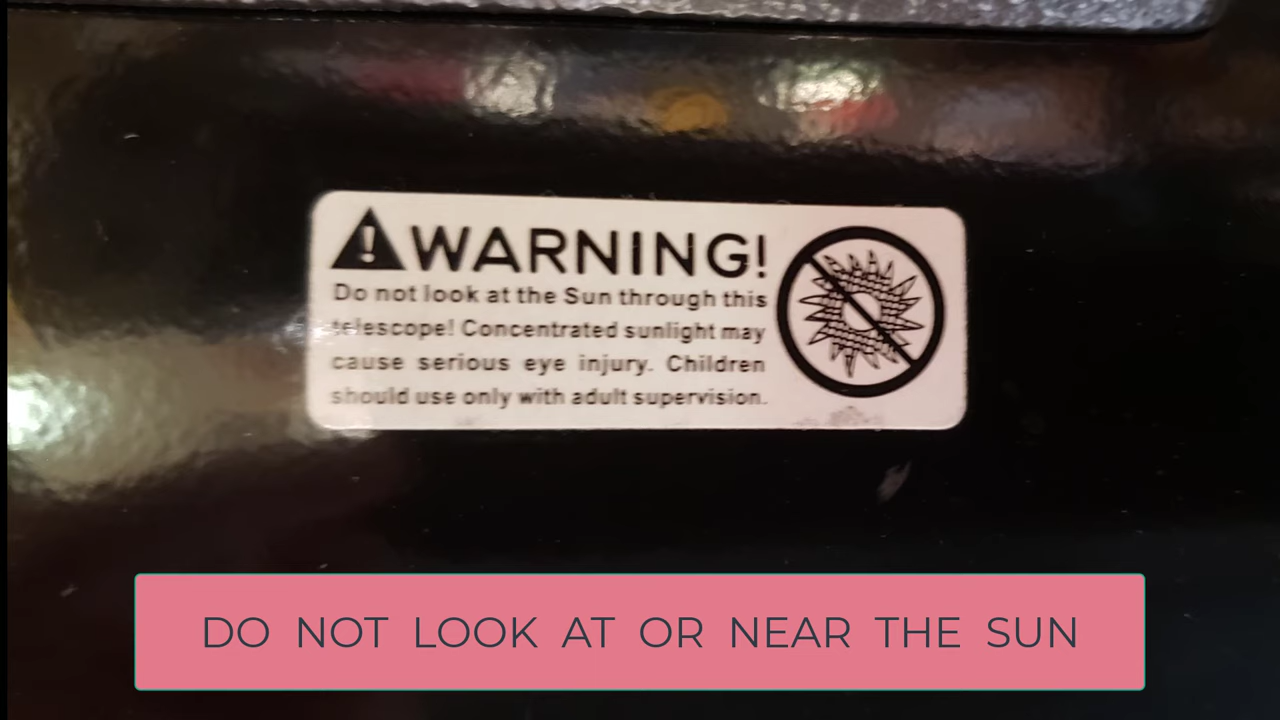 WARNING!
Do not look at the Sun through this
telescope! Concentrated sunlight may
cause serious eye injury. Children
should use only with adult supervision.
DO NOT LOOK AT OR NEAR THE SUN